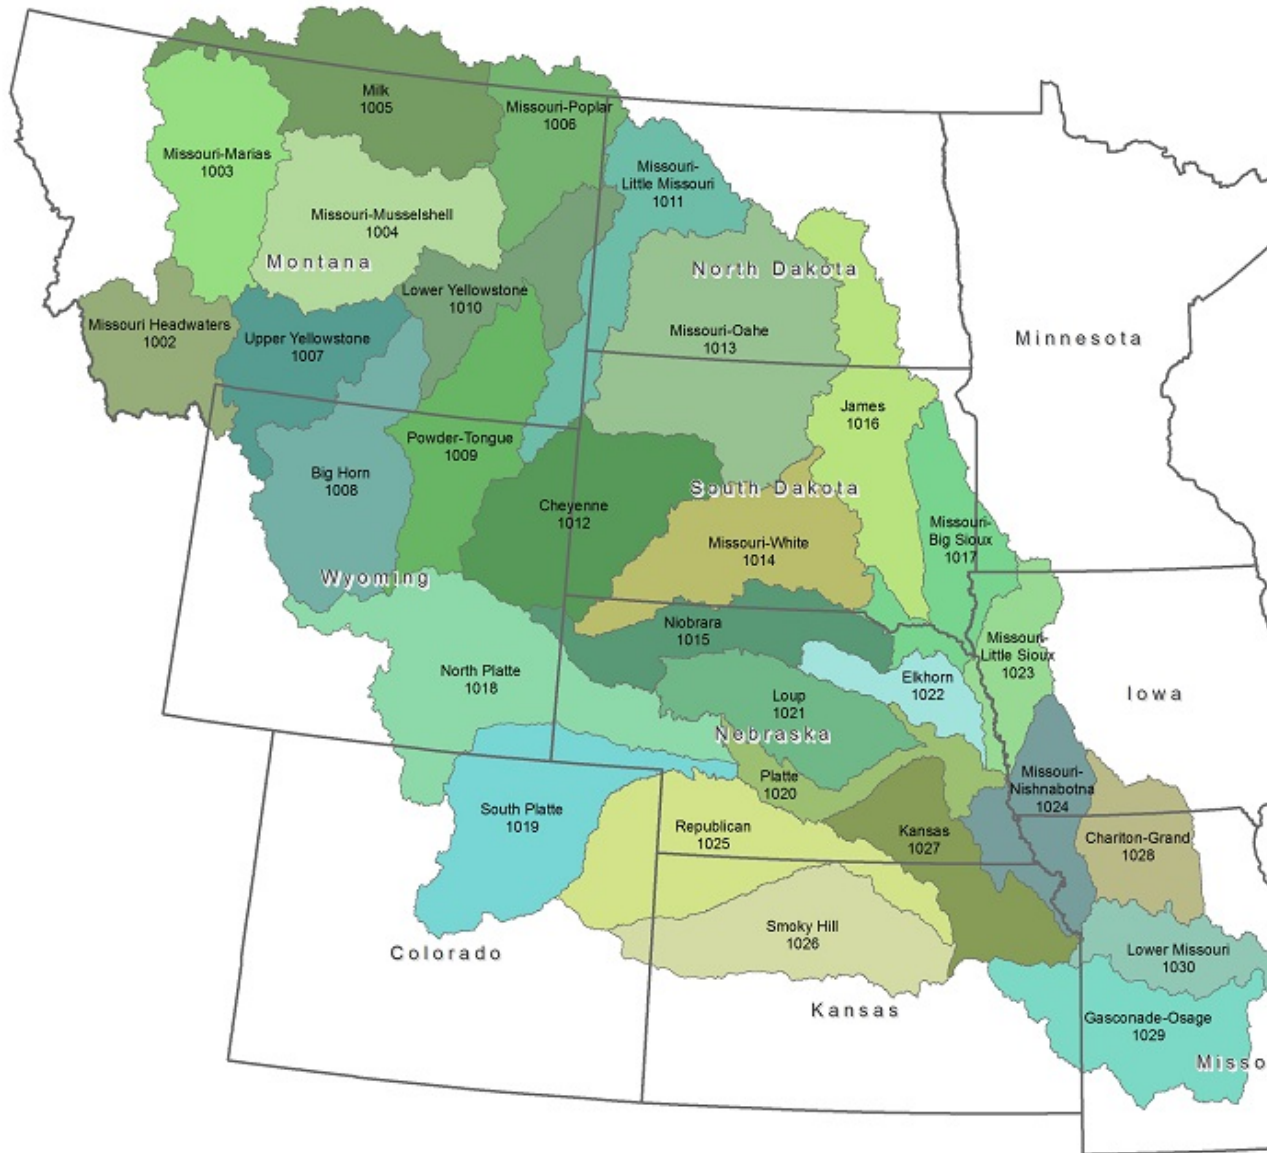 Milk
1005
Missouri-Poplar
1006
Missouri-Marias
1003
Missouri-
Little Missouri
1011
Missouri-Musselshell
1004
Montana
North Dakota
Lower Yellowstone
1010
Missouri Headwaters
1002
Upper Yellowstone
1007
Missouri-Oahe
1013
Minnesota
James
1016
Powder-Tongue
1009
Big Horn
1008
South Dakota
Cheyenne
1012
Missouri-
Big Sioux
1017
Missouri-White
1014
Wyoming
Niobrara
1015
Missouri-
Little Sioux
1023
North Platte
1018
Elkhorn
1022
Loup
1021
Iowa
Nebraska
Platte
1020
Missouri-
Nishnabotna
1024
South Platte
1019
Republican
1025
Kansas
1027
Chariton-Grand
1028
Smoky Hill
1026
Colorado
Lower Missouri
1030
Kansas
Gasconade-Osage
1029
Misso